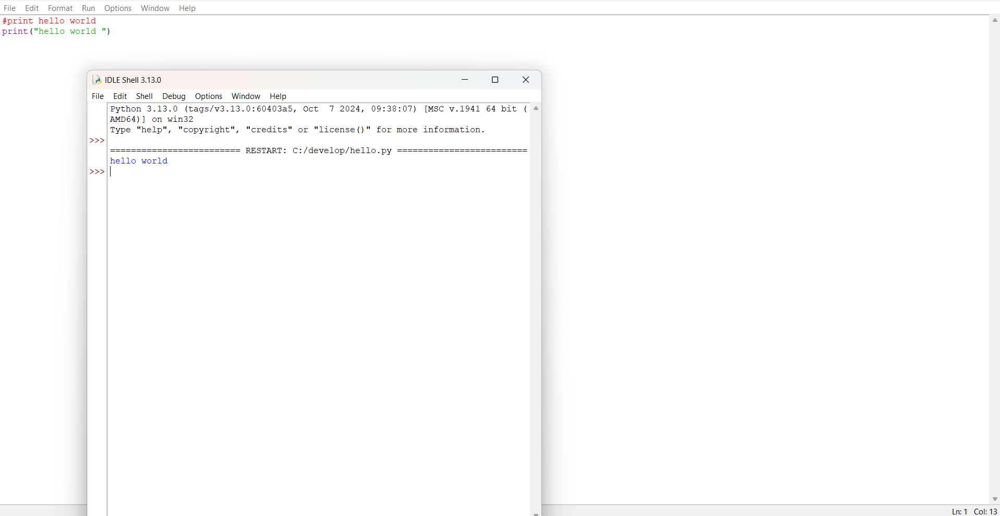 File Edit Format Run Options Window Help
#print hello world
print("hello world ")
IDLE Shell 3.13.0
File Edit Shell Debug Options Window Help
Python 3.13.0 (tags/v3.13.0:60403a5, Oct  7 2024, 09:38:07) [MSC v.1941 64 bit (
AMD64)] on win32
Type "help", "copyright", "credits" or "license()" for more information.
>>>
========================= RESTART: C:/develop/hello.py =========================
hello world
>>>
Ln: 1 Col: 13